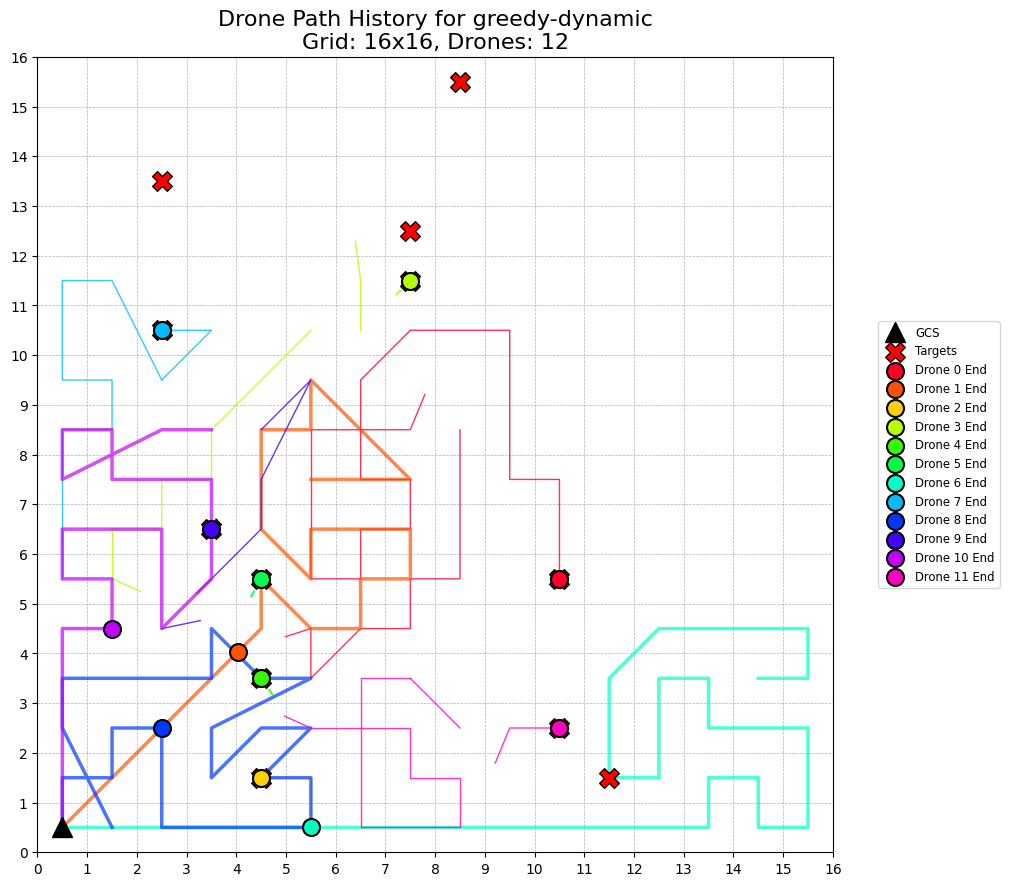 Drone Path History for greedy-dynamic
Grid: 16x16, Drones: 12
16
15
14
13
12
11
10
9
8
7
6
5
4
3
2
1
0
0 1 2 3 4 5 6 7 8 9 10 11 12 13 14 15 16
GCS
Targets
Drone 0 End
Drone 1 End
Drone 2 End
Drone 3 End
Drone 4 End
Drone 5 End
Drone 6 End
Drone 7 End
Drone 8 End
Drone 9 End
Drone 10 End
Drone 11 End